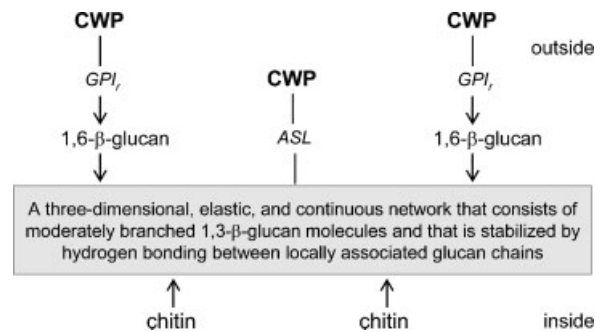 CWP CWP
outside
GPIr CWP GPIr
1,6-β-glucan ASL 1,6-β-glucan
A three-dimensional, elastic, and continuous network that consists of
moderately branched 1,3-β-glucan molecules and that is stabilized by
hydrogen bonding between locally associated glucan chains
chitin chitin inside